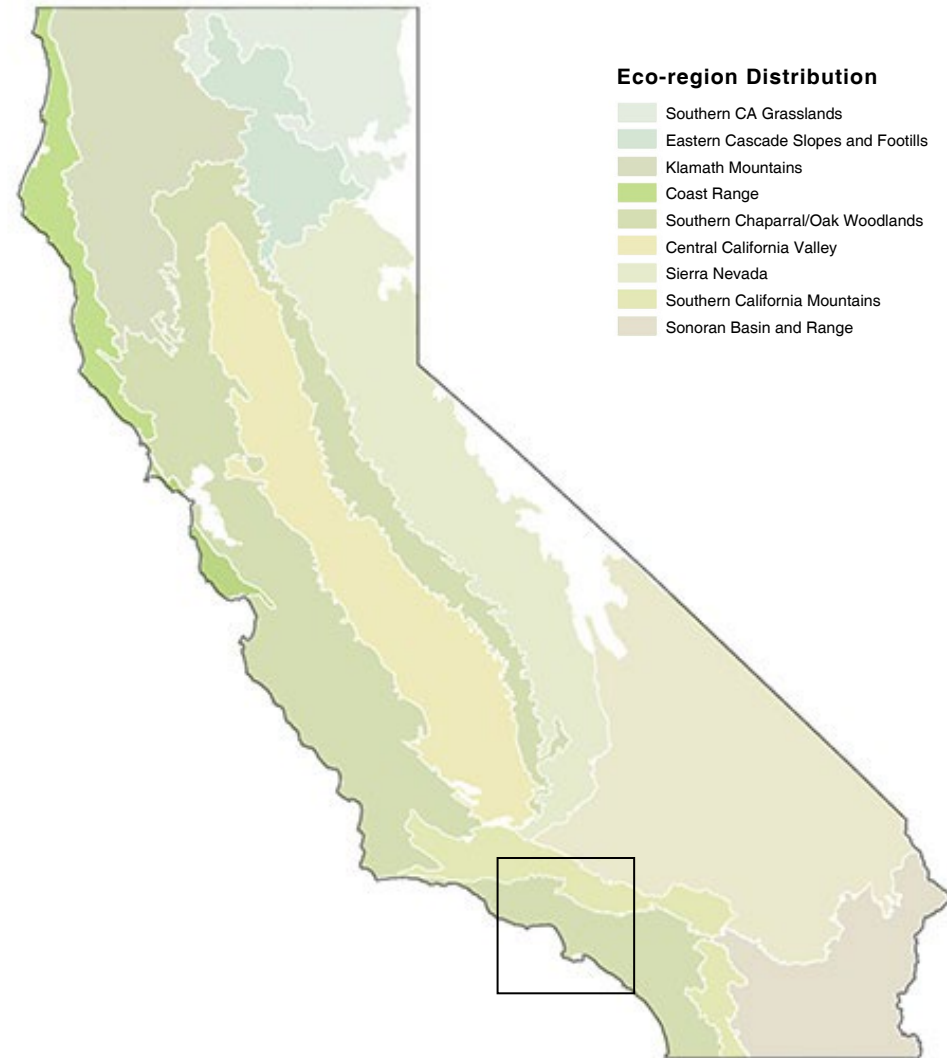 Eco-region Distribution
Southern CA Grasslands
Eastern Cascade Slopes and Footills
Klamath Mountains
Coast Range
Southern Chaparral/Oak Woodlands
Central California Valley
Sierra Nevada
Southern California Mountains
Sonoran Basin and Range